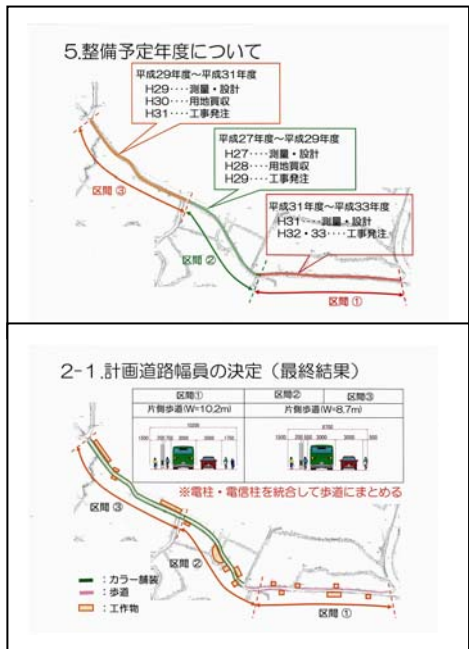 5.整備予定年度について
平成29年度～平成31年度
H29‥‥測量・設計
H30‥‥用地買収
H31‥‥工事発注
平成27年度～平成29年度
H27‥‥測量・設計
H28‥‥用地買収
H29‥‥工事発注
平成31年度～平成33年度
H31‥‥測量・設計
H32・33‥‥工事発注
区間③
区間②
区間①
2-1.計画道路幅員の決定（最終結果）
区間①
区間②
区間③
片側歩道(W=10.2m)
片側歩道(W=8.7m)
※電柱・電信柱を統合して歩道にまとめる
区間③
区間②
区間①
：カラー舗装
：歩道
：工作物